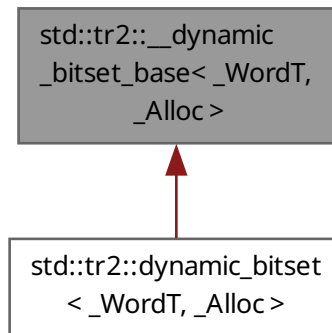 std::tr2::__dynamic
_bitset_base< _WordT,
_Alloc >
std::tr2::dynamic_bitset
< _WordT, _Alloc >